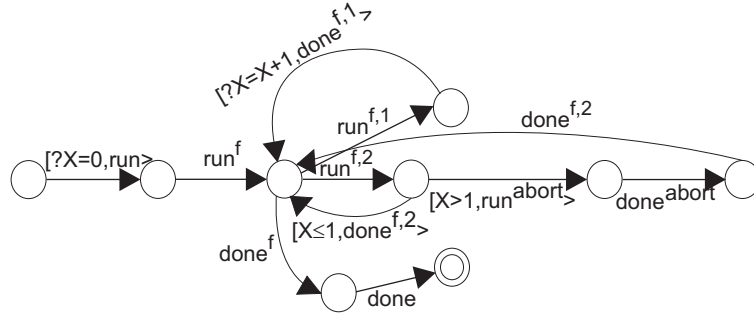 [?X=X+1,done^f,1>
run^f,1
done^f,2
[?X=0,run>
run^f
run^f,2
[X>1,run^abort>
done^abort
[X≤1,done^f,2>
done^f
done